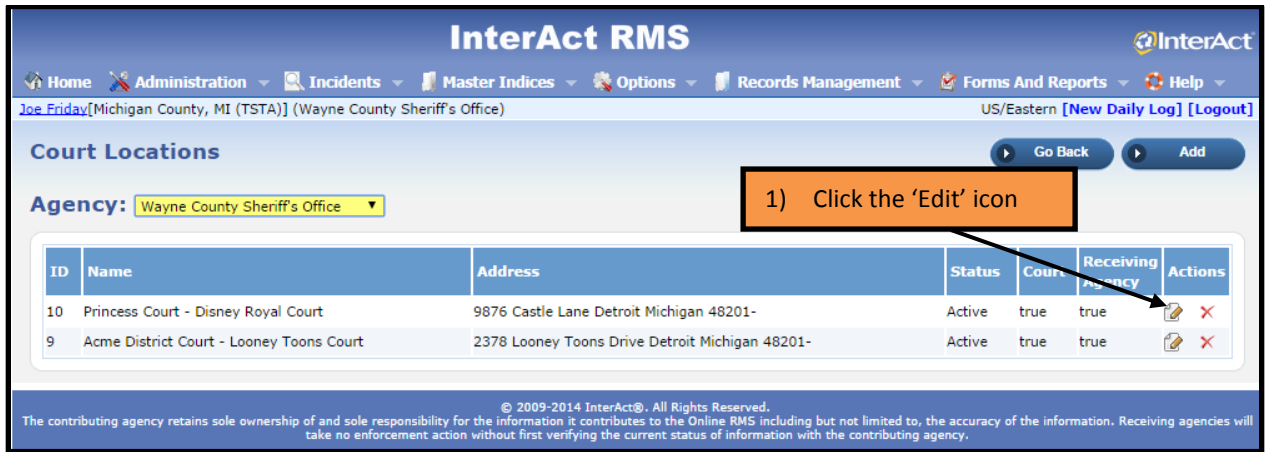 InterAct RMS
InterAct
Home Administration Incidents Master Indices Options Records Management Forms And Reports Help
Joe Friday[Michigan County, MI (TSTA)] (Wayne County Sheriff's Office) US/Eastern [New Daily Log] [Logout]
Court Locations Go Back Add
Agency: Wayne County Sheriff's Office
1) Click the ‘Edit’ icon
ID Name Address Status Court Receiving Agency Actions
10 Princess Court - Disney Royal Court 9876 Castle Lane Detroit Michigan 48201- Active true true
9 Acme District Court - Looney Toons Court 2378 Looney Toons Drive Detroit Michigan 48201- Active true true
© 2009-2014 InterAct®. All Rights Reserved.
The contributing agency retains sole ownership of and sole responsibility for the information it contributes to the Online RMS including but not limited to, the accuracy of the information. Receiving agencies will
take no enforcement action without first verifying the current status of information with the contributing agency.